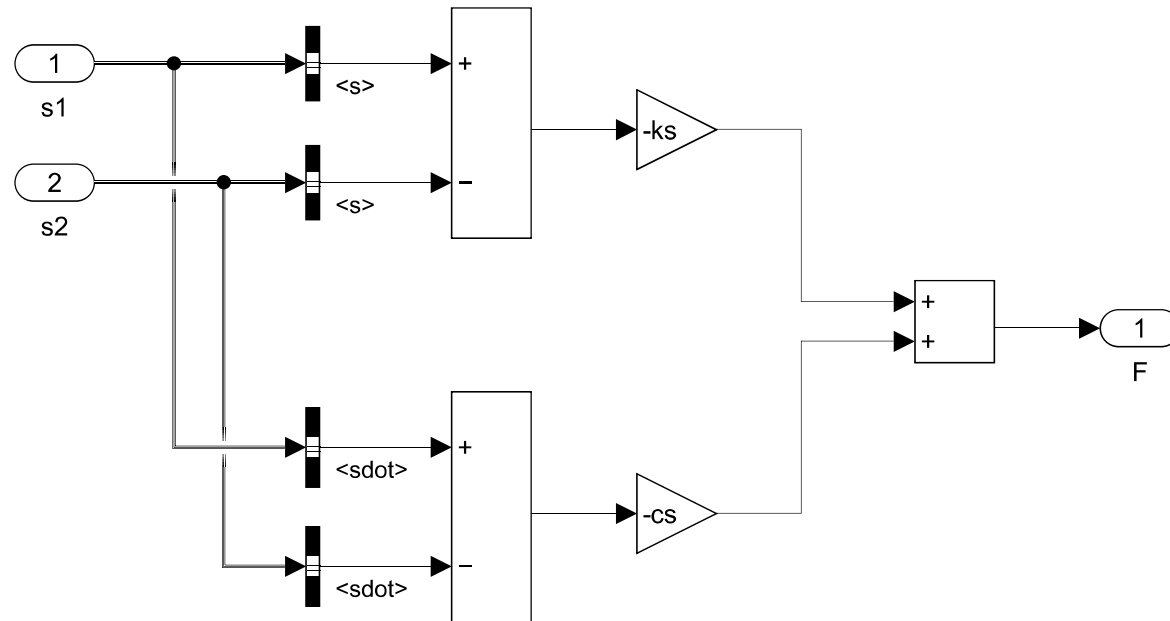 1
s1
<s>
+
2
s2
<s>
−
-ks
+
+
1
F
<sdot>
+
<sdot>
−
-cs